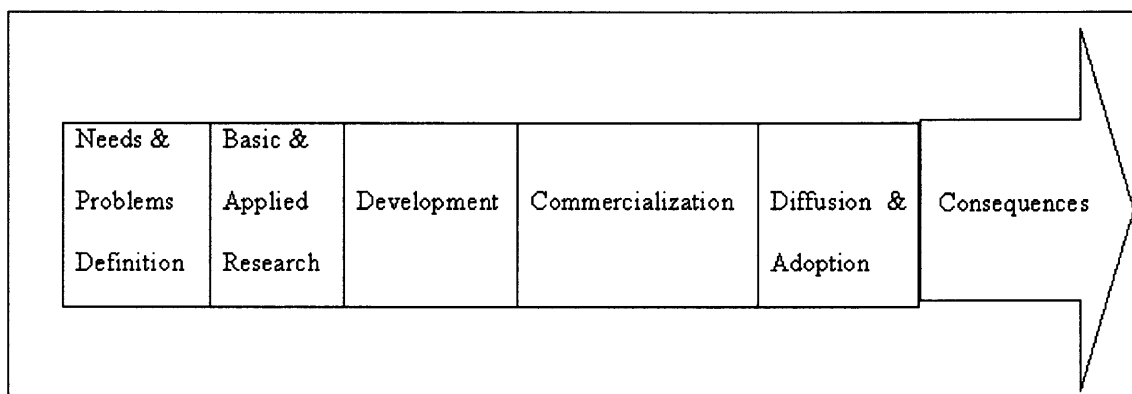 Needs &
Problems
Definition
Basic &
Applied
Research
Development
Commercialization
Diffusion &
Adoption
Consequences